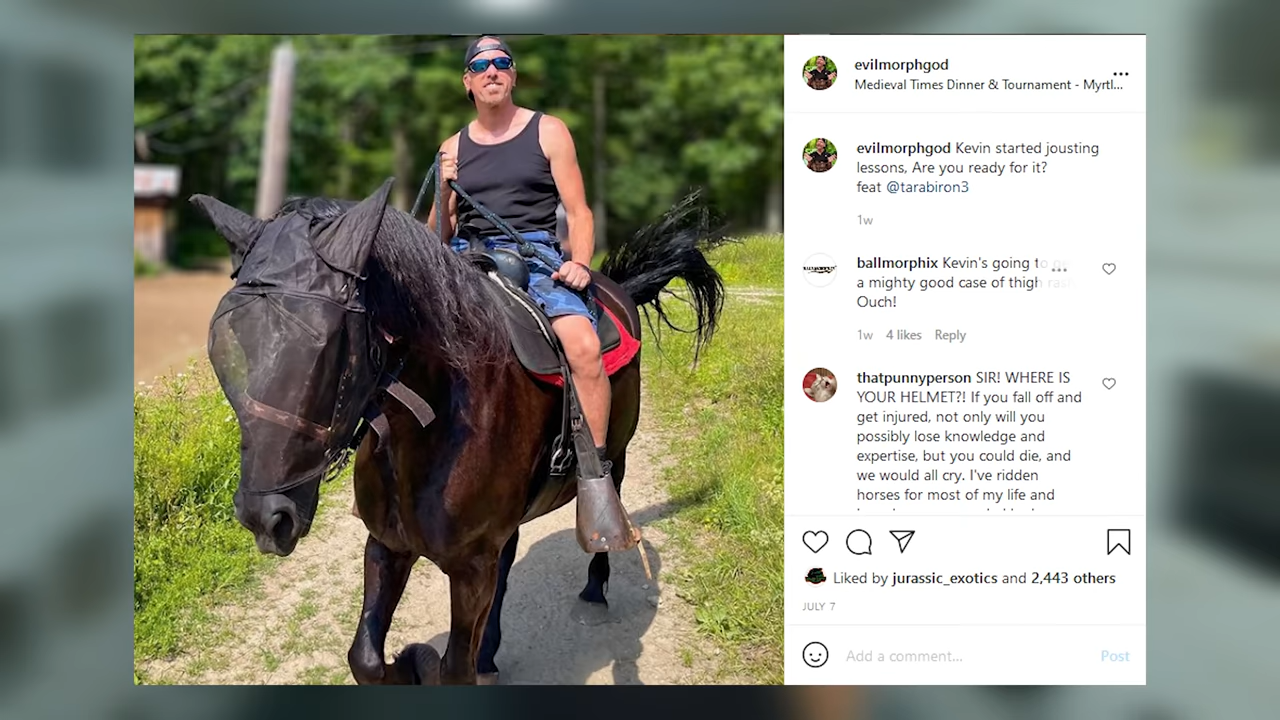 evilmorphgod
Medieval Times Dinner & Tournament - Myrtl...
evilmorphgod Kevin started jousting
lessons, Are you ready for it?
feat @tarabiron3
1w
ballmorphix Kevin's going to
a mighty good case of thigh rash
Ouch!
1w 4 likes Reply
thatpunnyperson SIR! WHERE IS
YOUR HELMET?! If you fall off and
get injured, not only will you
possibly lose knowledge and
expertise, but you could die, and
we would all cry. I've ridden
horses for most of my life and
Liked by jurassic_exotics and 2,443 others
JULY 7
Add a comment... Post